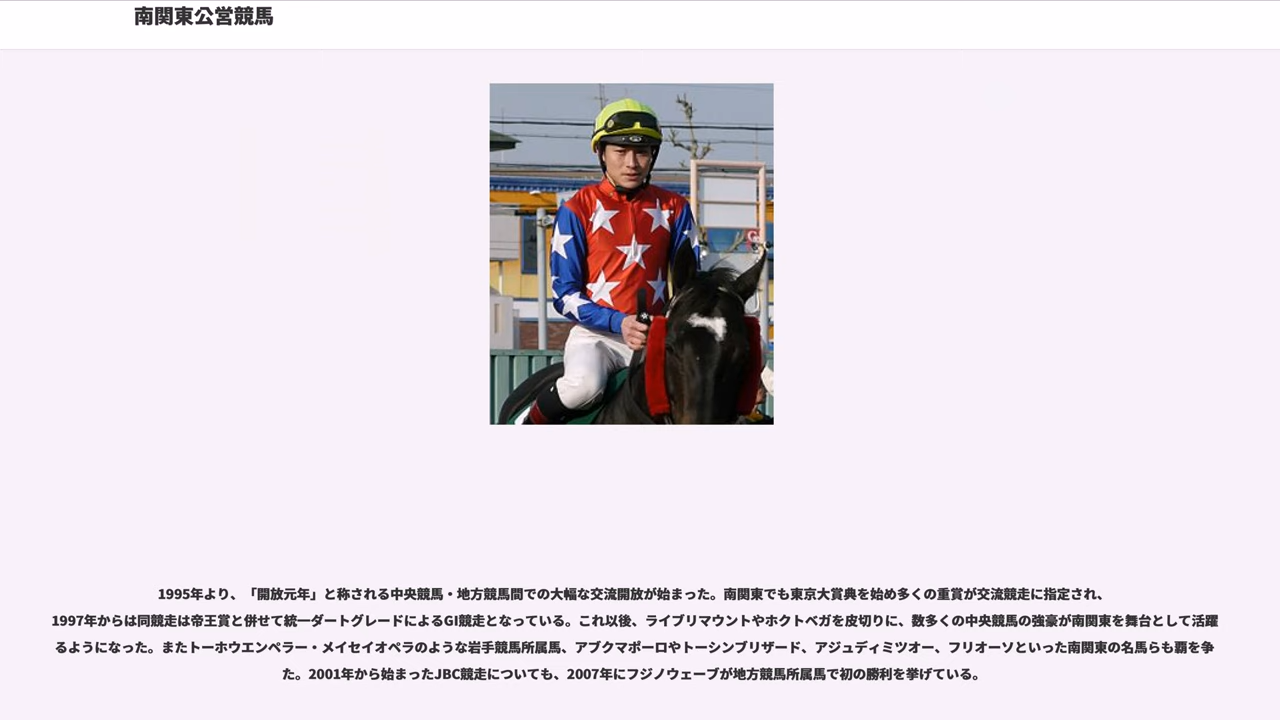 南関東公営競馬
1995年より、「開放元年」と称される中央競馬・地方競馬間での大幅な交流開放が始まった。南関東でも東京大賞典を始め多くの重賞が交流競走に指定され、
1997年からは同競走は帝王賞と併せて統一ダートグレードによるGI競走となっている。これ以後、ライブリマウントやホクトベガを皮切りに、数多くの中央競馬の強豪が南関東を舞台として活躍
るようになった。またトーホウエンペラー・メイセイオペラのような岩手競馬所属馬、アブクマポーロやトーシンブリザード、アジュディミツオー、フリオーソといった南関東の名馬らも覇を争
た。2001年から始まったJBC競走についても、2007年にフジノウェーブが地方競馬所属馬で初の勝利を挙げている。